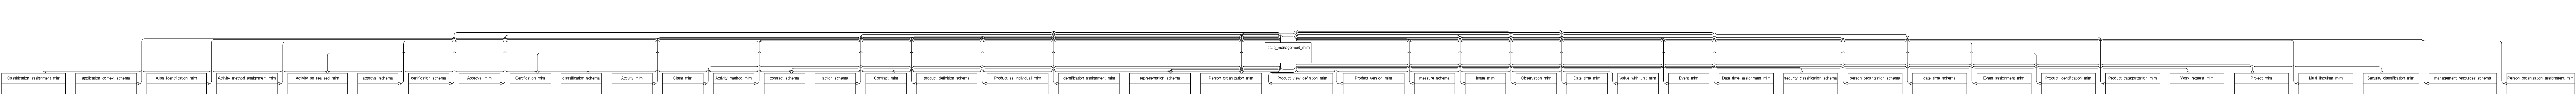 Issue_management_mim
Classification_assignment_mim
application_context_schema
Alias_identification_mim
Activity_method_assignment_mim
Activity_as_realized_mim
approval_schema
certification_schema
Approval_mim
Certification_mim
classification_schema
Activity_mim
Class_mim
Activity_method_mim
contract_schema
action_schema
Contract_mim
product_definition_schema
Product_as_individual_mim
identification_assignment_mim
representation_schema
Person_organization_mim
Product_view_definition_mim
Product_version_mim
measure_schema
Issue_mim
Observation_mim
Date_time_mim
Value_with_unit_mim
Event_mim
Date_time_assignment_mim
security_classification_schema
person_organization_schema
date_time_schema
Event_assignment_mim
Product_identification_mim
Product_categorization_mim
Work_request_mim
Project_mim
Multi_linguism_mim
Security_classification_mim
management_resources_schema
Person_organization_assignment_mim